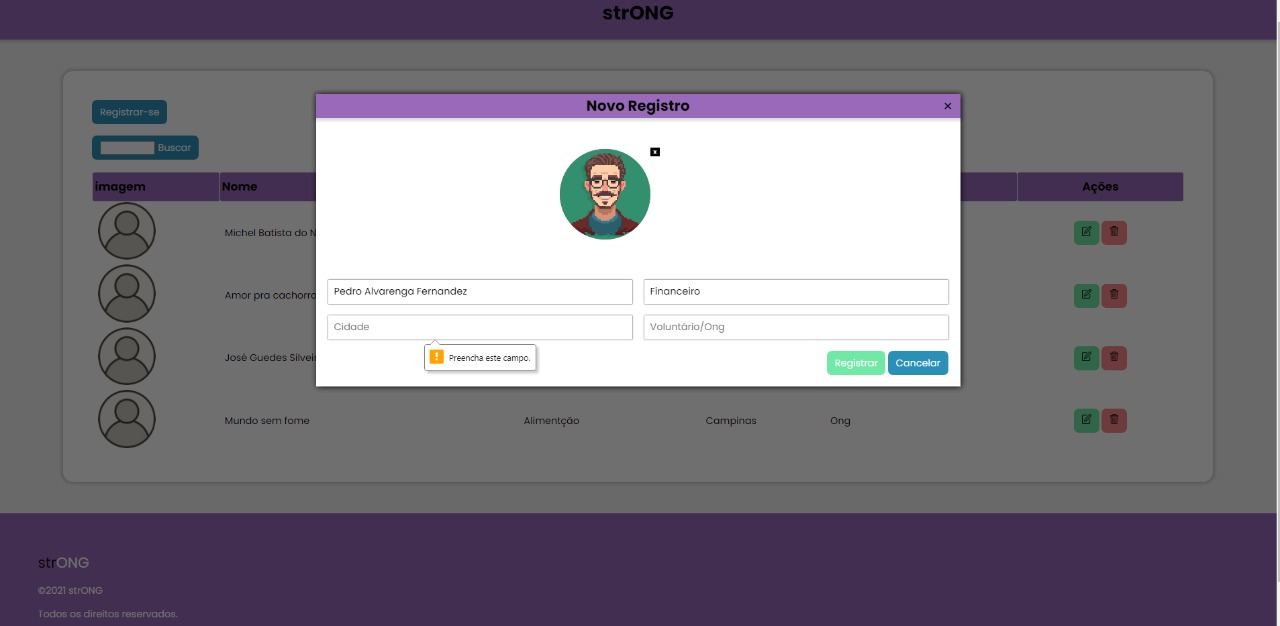 strONG
Registrar-se
Buscar
Novo Registro ×
x
imagem Nome Ações
Pedro Alvarenga Fernandez Financeiro
Cidade Voluntário/Ong
! Preencha este campo.
Registrar Cancelar
Michel Batista do N
Amor pra cachorro
José Guedes Silvei
Mundo sem fome Alimentção Campinas Ong
strONG
©2021 strONG
Todos os direitos reservados.